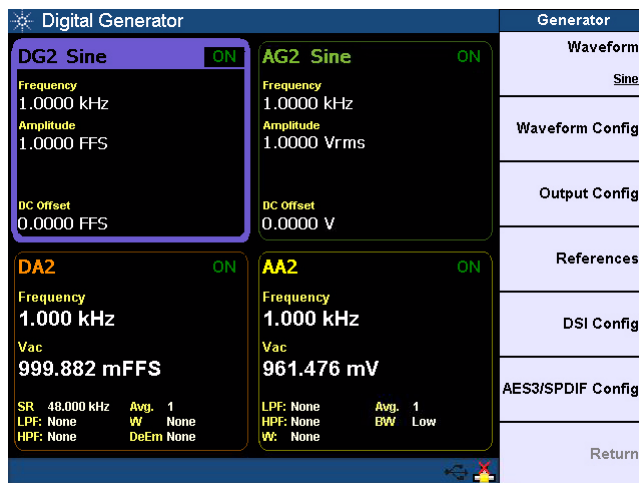 Digital Generator
Generator
DG2 Sine ON
Frequency
1.0000 kHz
Amplitude
1.0000 FFS
DC Offset
0.0000 FFS
AG2 Sine ON
Frequency
1.0000 kHz
Amplitude
1.0000 Vrms
DC Offset
0.0000 V
DA2 ON
Frequency
1.000 kHz
Vac
999.882 mFFS
SR 48.000 kHz Avg. 1
LPF: None W None
HPF: None DeEm None
AA2 ON
Frequency
1.000 kHz
Vac
961.476 mV
LPF: None Avg. 1
HPF: None BW Low
W: None
Waveform
Sine
Waveform Config
Output Config
References
DSI Config
AES3/SPDIF Config
Return